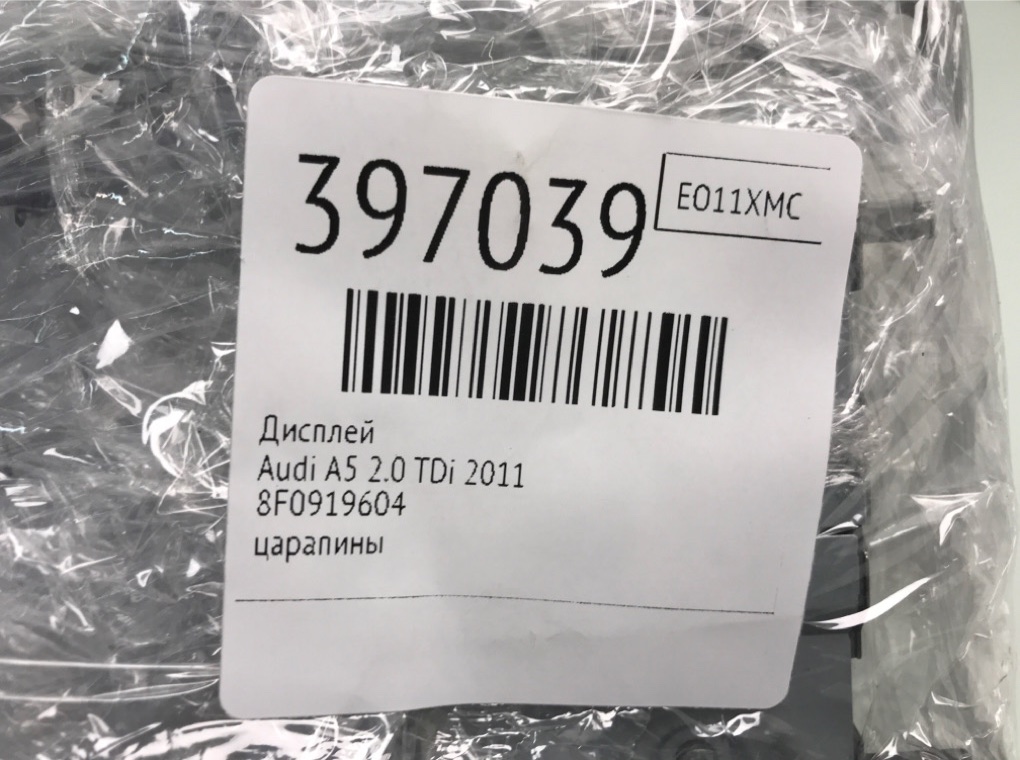 397039
E011XMC
Дисплей
Audi A5 2.0 TDi 2011
8F0919604
царапины